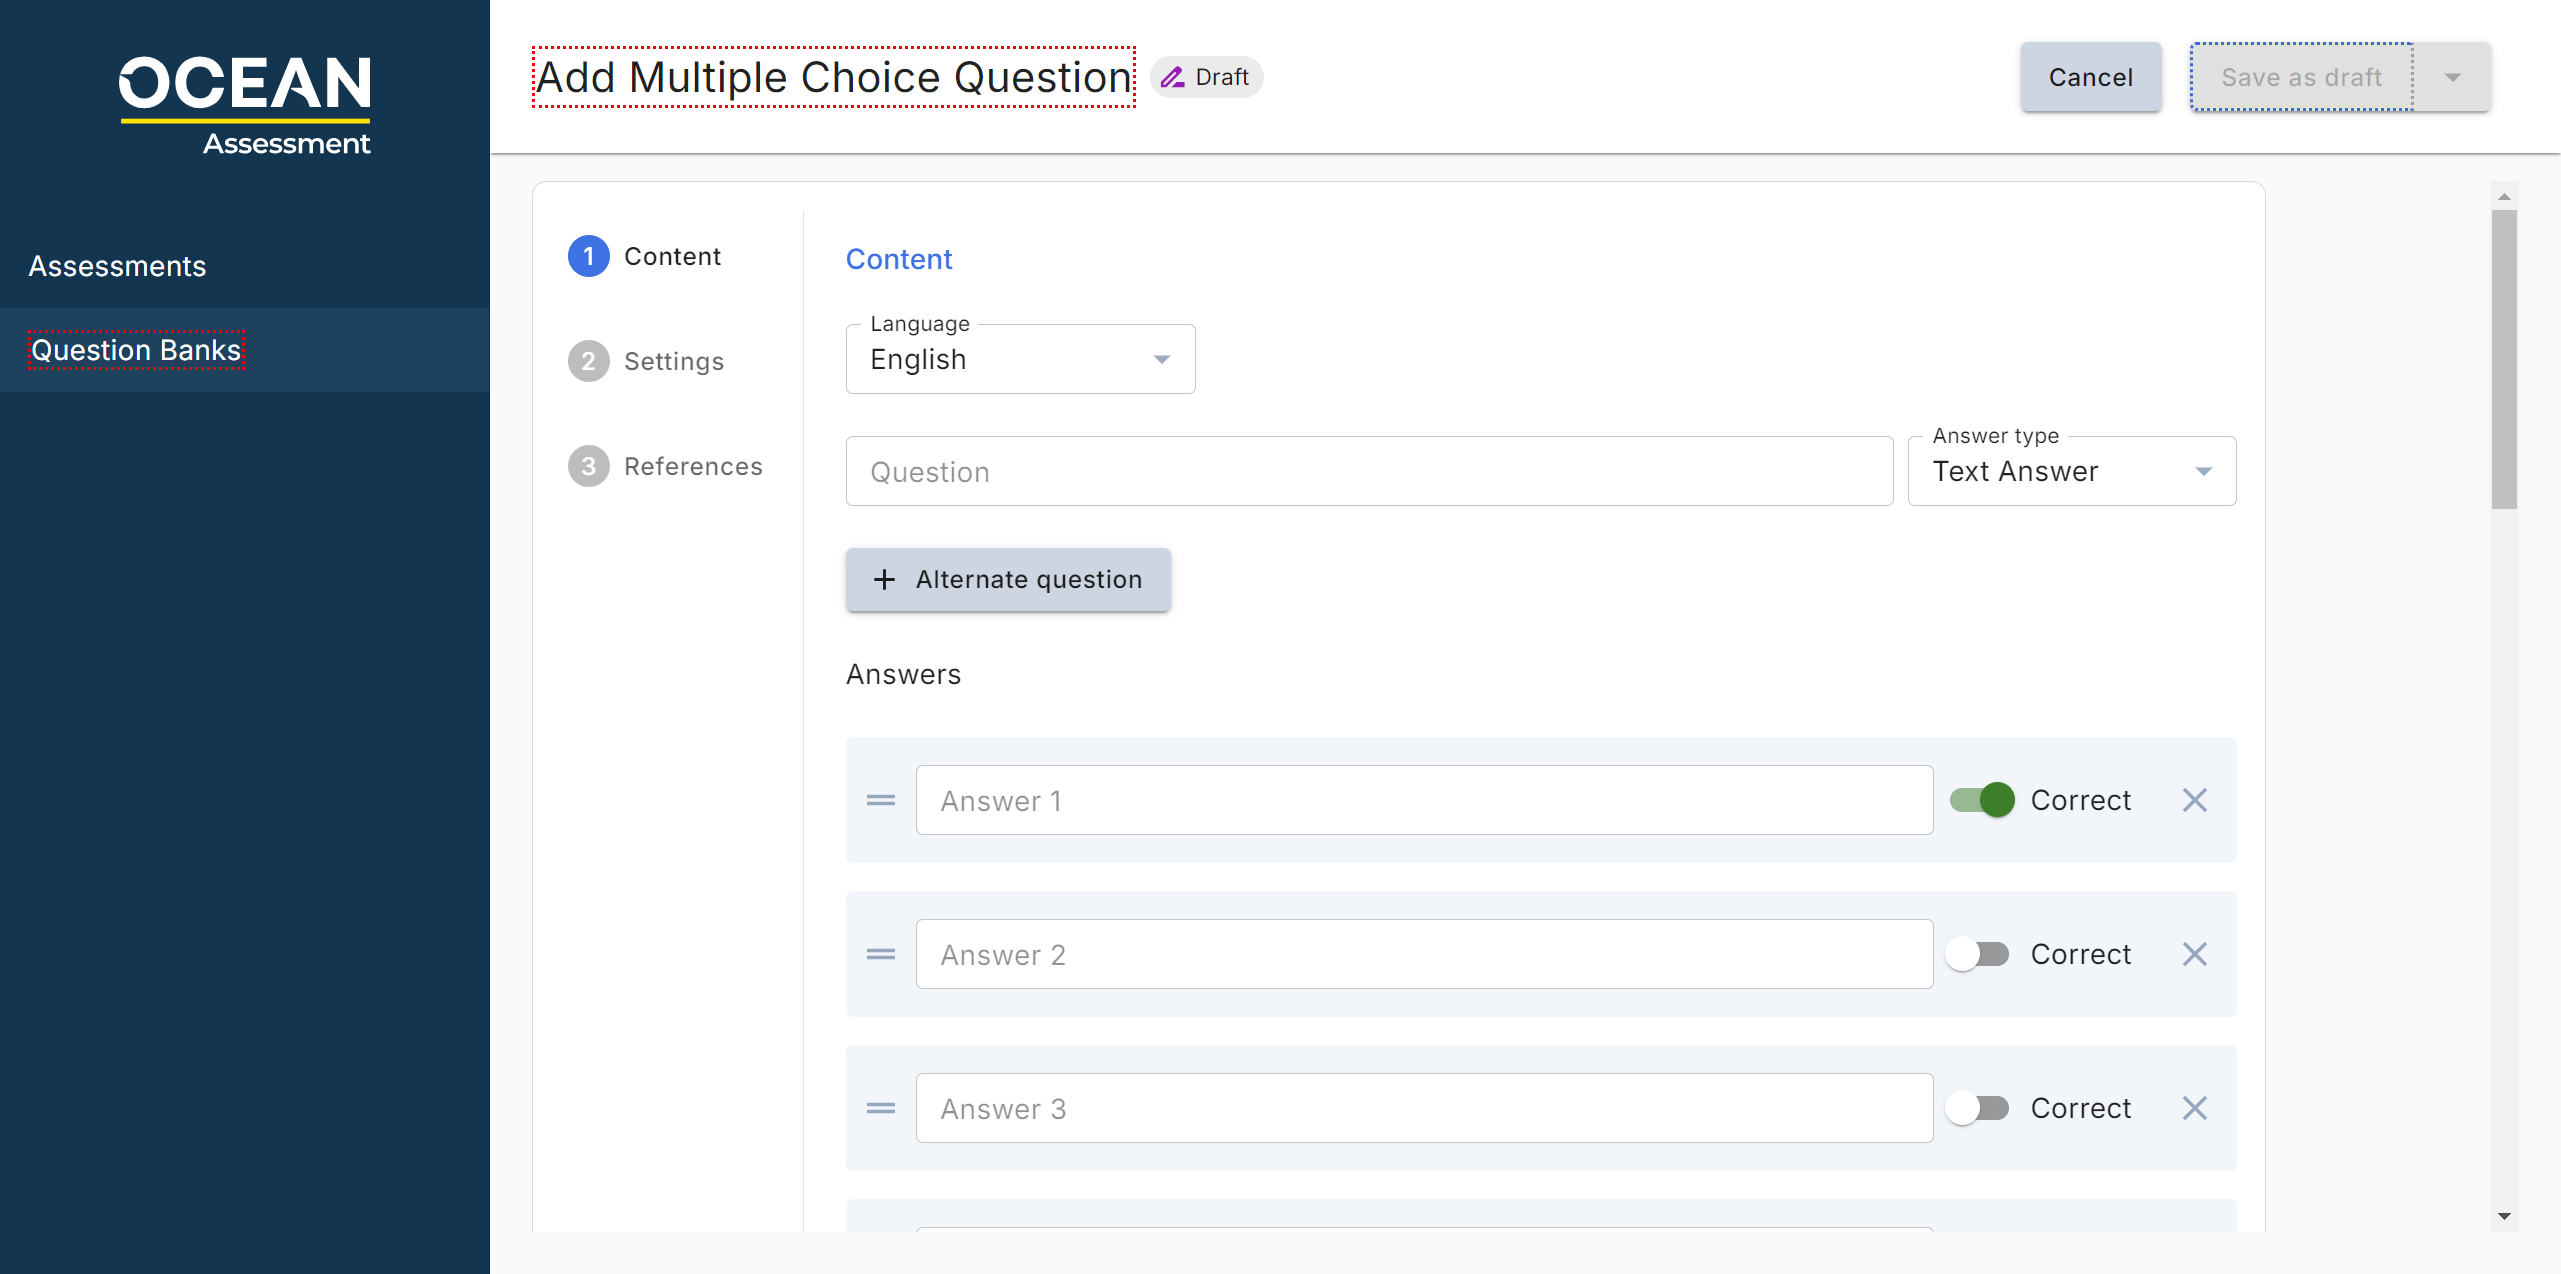 OCEAN
Assessment
Assessments
Question Banks
Add Multiple Choice Question
Draft
Cancel
Save as draft
1 Content
2 Settings
3 References
Content
Language
English
Question
Answer type
Text Answer
+ Alternate question
Answers
Answer 1
Correct
Answer 2
Correct
Answer 3
Correct